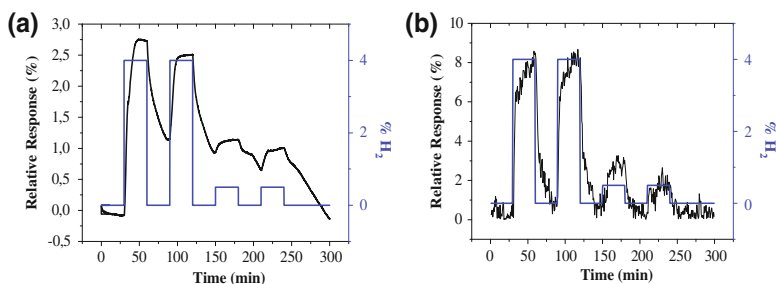 (a)
3,0
2,5
2,0
1,5
1,0
0,5
0,0
-0,5
Relative Response (%)
0 50 100 150 200 250 300
Time (min)
4
2
0
% H2
(b)
10
8
6
4
2
0
Relative Response (%)
0 50 100 150 200 250 300
Time (min)
4
2
0
% H2